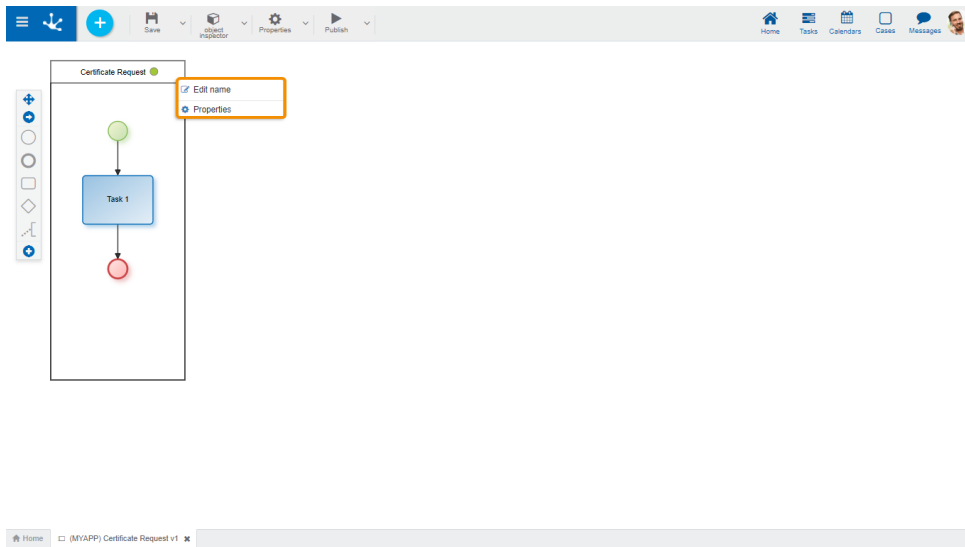 Save
object
inspector
Properties
Publish
Home
Tasks
Calendars
Cases
Messages
Certificate Request
Edit name
Properties
Task 1
Home
(MYAPP) Certificate Request v1